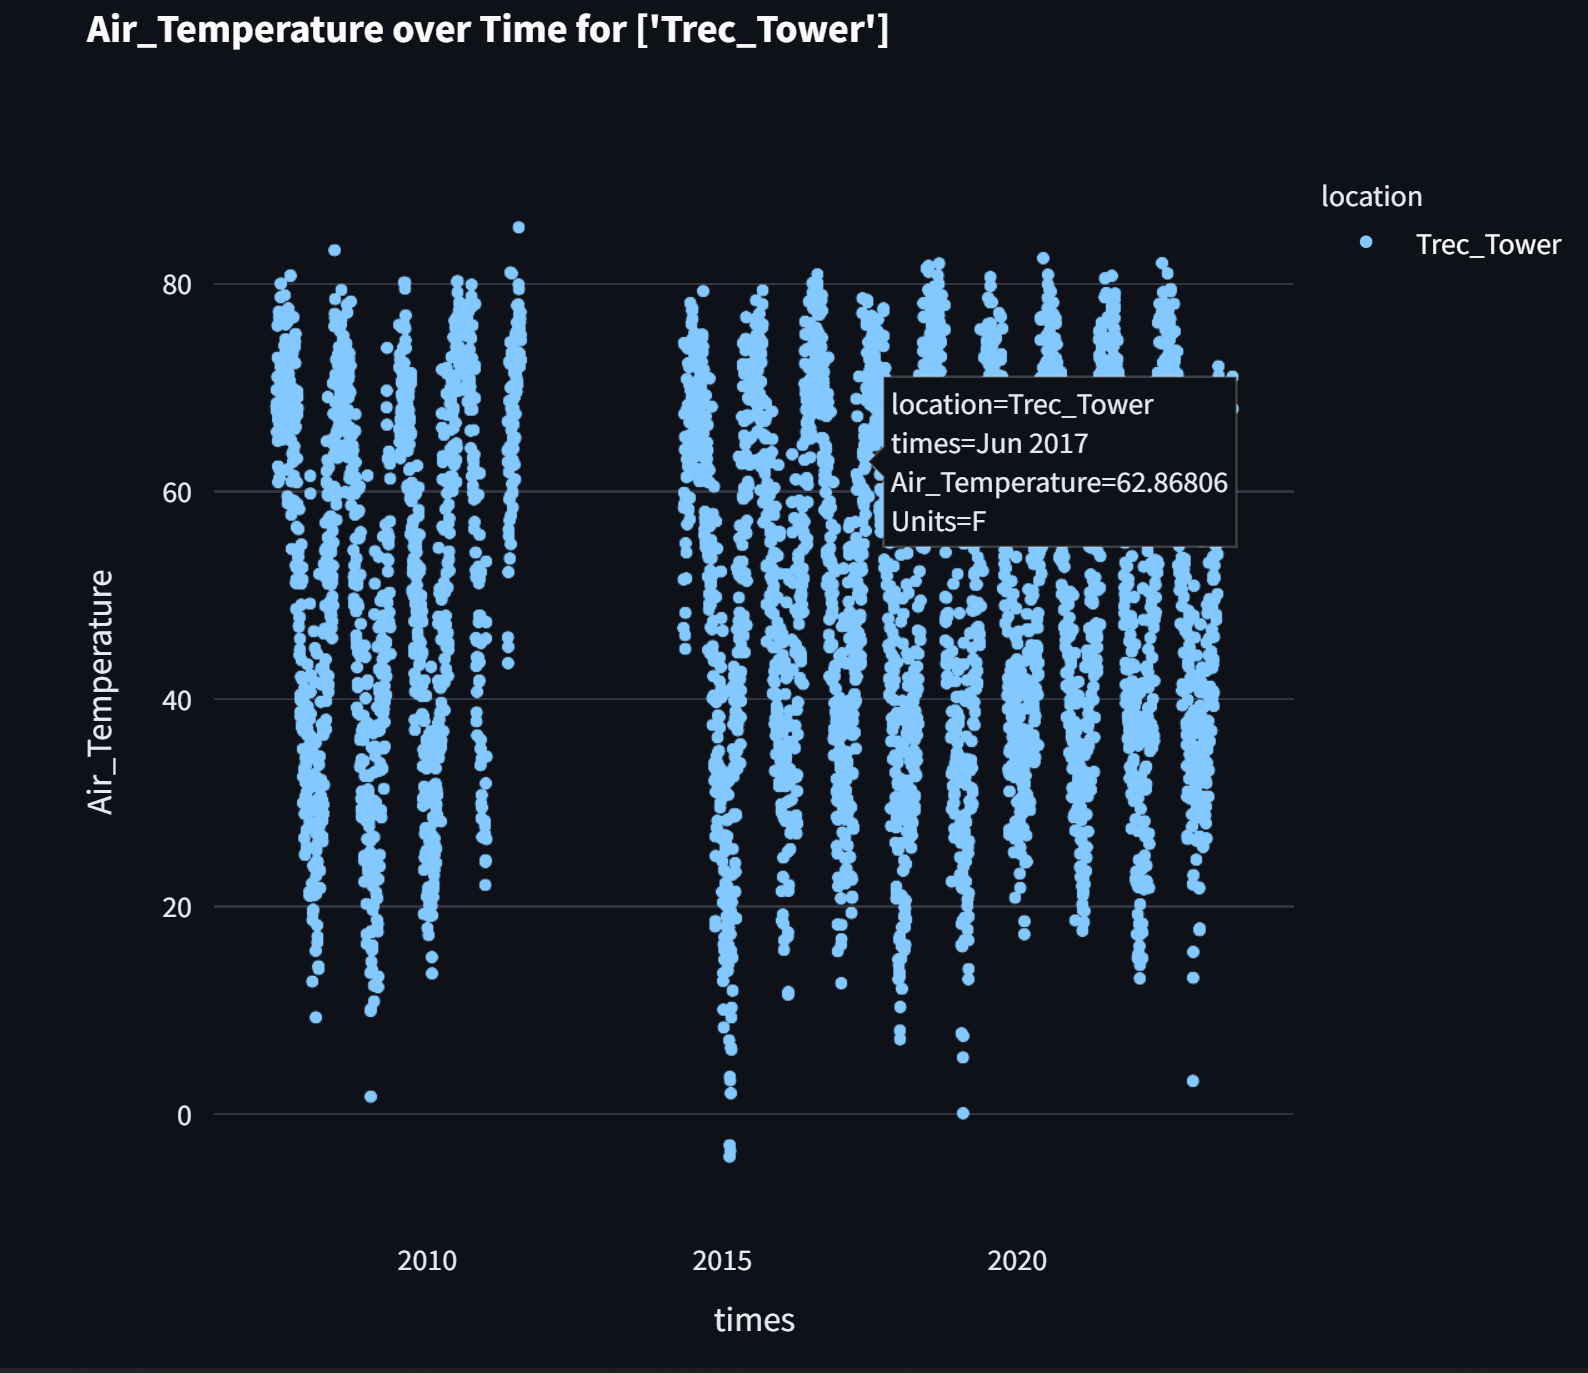 Air_Temperature over Time for ['Trec_Tower']
location
Trec_Tower
80
60
40
20
0
Air_Temperature
location=Trec_Tower
times=Jun 2017
Air_Temperature=62.86806
Units=F
2010
2015
2020
times